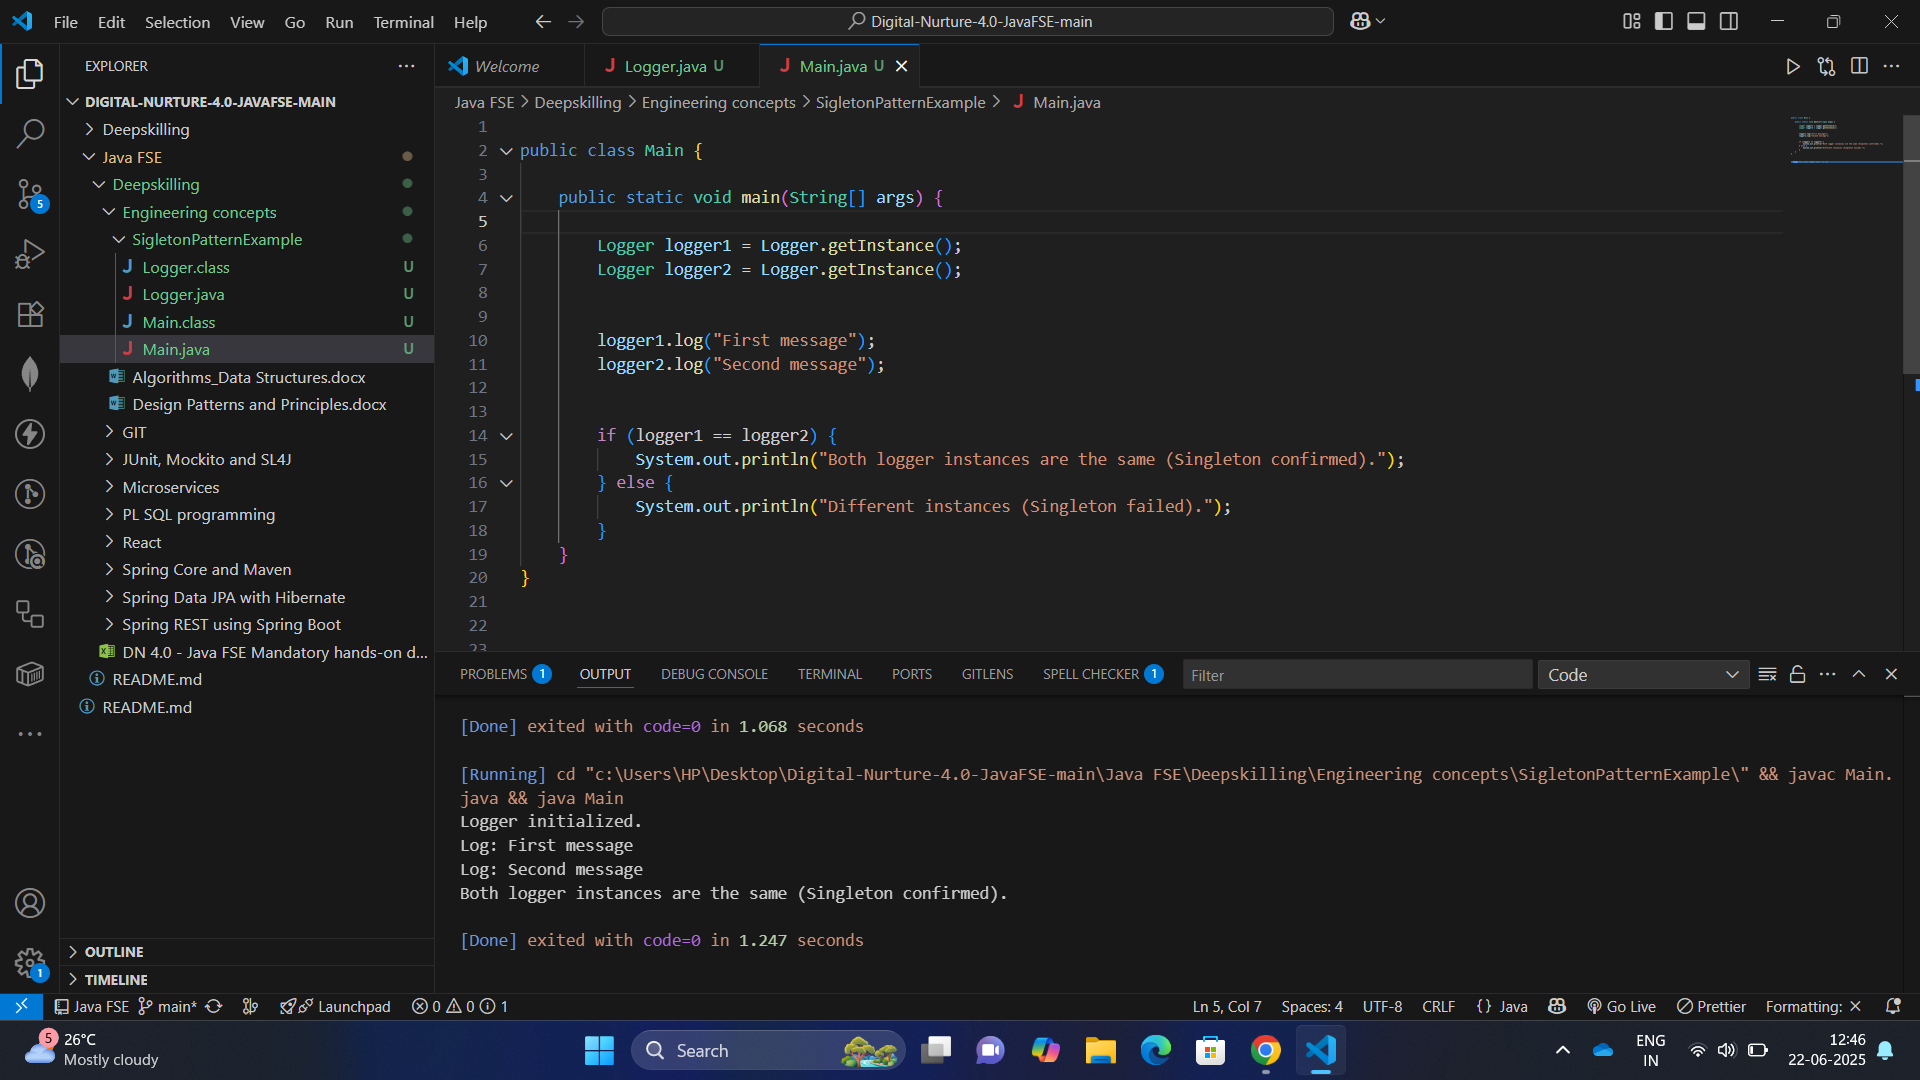 File Edit Selection View Go Run Terminal Help
Digital-Nurture-4.0-JavaFSE-main
EXPLORER
DIGITAL-NURTURE-4.0-JAVAFSE-MAIN
Deepskilling
Java FSE
Deepskilling
Engineering concepts
SigletonPatternExample
Logger.class U
Logger.java U
Main.class U
Main.java U
Algorithms_Data Structures.docx
Design Patterns and Principles.docx
GIT
JUnit, Mockito and SL4J
Microservices
PL SQL programming
React
Spring Core and Maven
Spring Data JPA with Hibernate
Spring REST using Spring Boot
DN 4.0 - Java FSE Mandatory hands-on d...
README.md
README.md
OUTLINE
TIMELINE
5
1
Welcome Logger.java U Main.java U
Java FSE > Deepskilling > Engineering concepts > SigletonPatternExample > Main.java
1
2 public class Main {
3
4 public static void main(String[] args) {
5
6 Logger logger1 = Logger.getInstance();
7 Logger logger2 = Logger.getInstance();
8
9
10 logger1.log("First message");
11 logger2.log("Second message");
12
13
14 if (logger1 == logger2) {
15 System.out.println("Both logger instances are the same (Singleton confirmed).");
16 } else {
17 System.out.println("Different instances (Singleton failed).");
18 }
19 }
20 }
21
22
23
PROBLEMS 1 OUTPUT DEBUG CONSOLE TERMINAL PORTS GITLENS SPELL CHECKER 1 Filter Code
[Done] exited with code=0 in 1.068 seconds
[Running] cd "c:\Users\HP\Desktop\Digital-Nurture-4.0-JavaFSE-main\Java FSE\Deepskilling\Engineering concepts\SigletonPatternExample\" && javac Main.
java && java Main
Logger initialized.
Log: First message
Log: Second message
Both logger instances are the same (Singleton confirmed).
[Done] exited with code=0 in 1.247 seconds
Java FSE main* Launchpad 0 0 1 Ln 5, Col 7 Spaces: 4 UTF-8 CRLF {} Java Go Live Prettier Formatting: ×
5
26°C
Mostly cloudy
Search
ENG
IN
12:46
22-06-2025